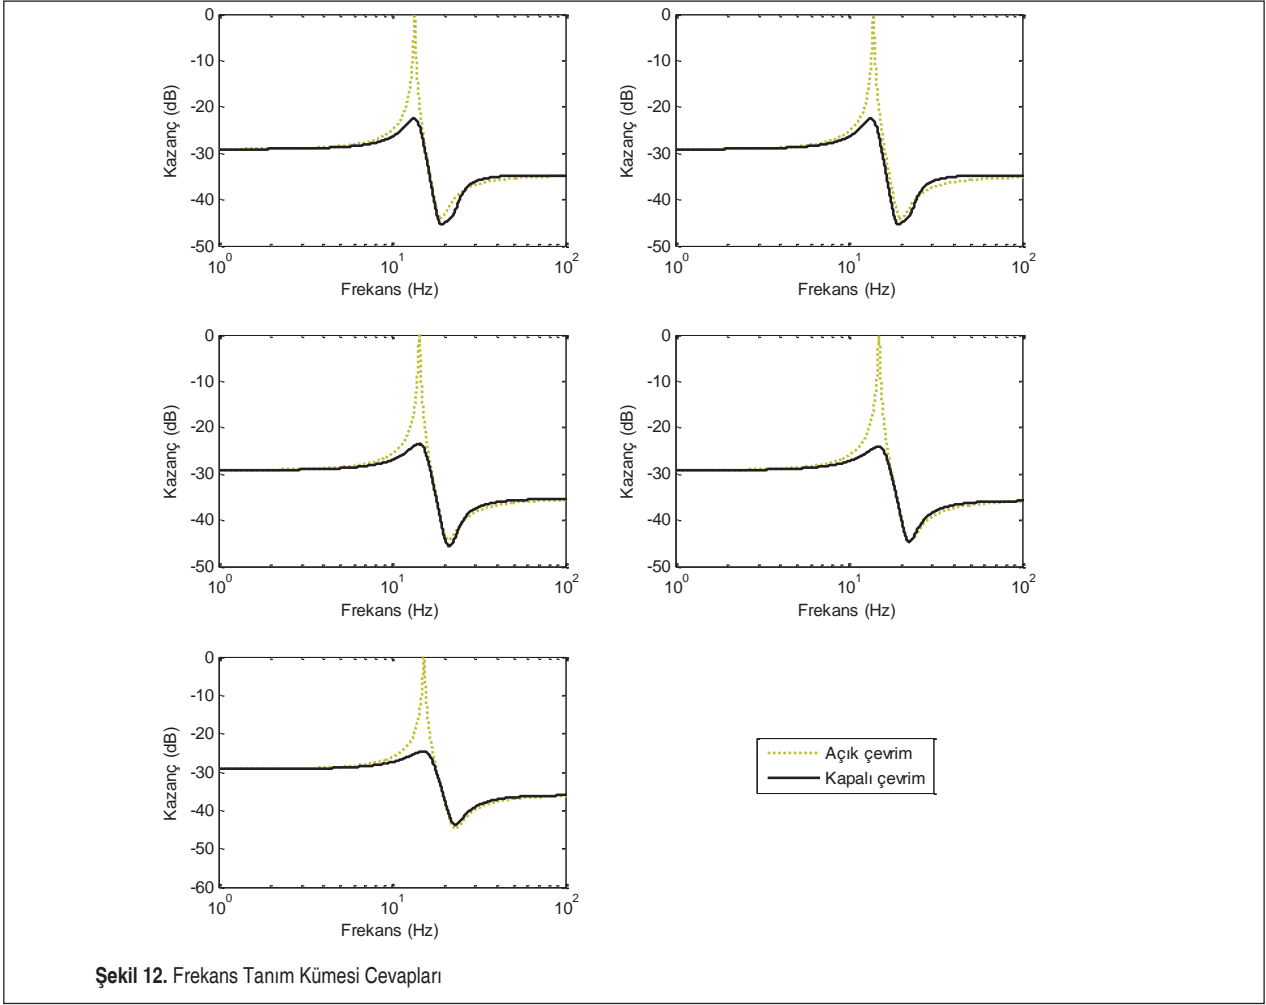 0
-10
-20
-30
-40
-50
Kazanç (dB)
10^0 10^1 10^2
Frekans (Hz)
0
-10
-20
-30
-40
-50
Kazanç (dB)
10^0 10^1 10^2
Frekans (Hz)
0
-10
-20
-30
-40
-50
Kazanç (dB)
10^0 10^1 10^2
Frekans (Hz)
0
-10
-20
-30
-40
-50
Kazanç (dB)
10^0 10^1 10^2
Frekans (Hz)
0
-10
-20
-30
-40
-50
-60
Kazanç (dB)
10^0 10^1 10^2
Frekans (Hz)
Açık çevrim
Kapalı çevrim
Şekil 12. Frekans Tanım Kümesi Cevapları